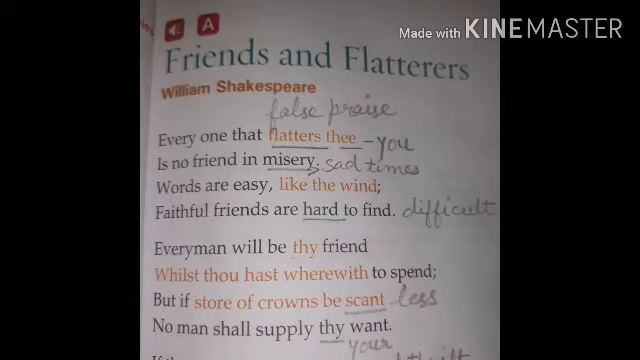 Made with KINEMASTER
A
Friends and Flatterers
William Shakespeare
false praise
Every one that flatters thee - you
Is no friend in misery. sad times
Words are easy, like the wind;
Faithful friends are hard to find. difficult
Everyman will be thy friend
Whilst thou hast wherewith to spend;
But if store of crowns be scant less
No man shall supply thy want.
your